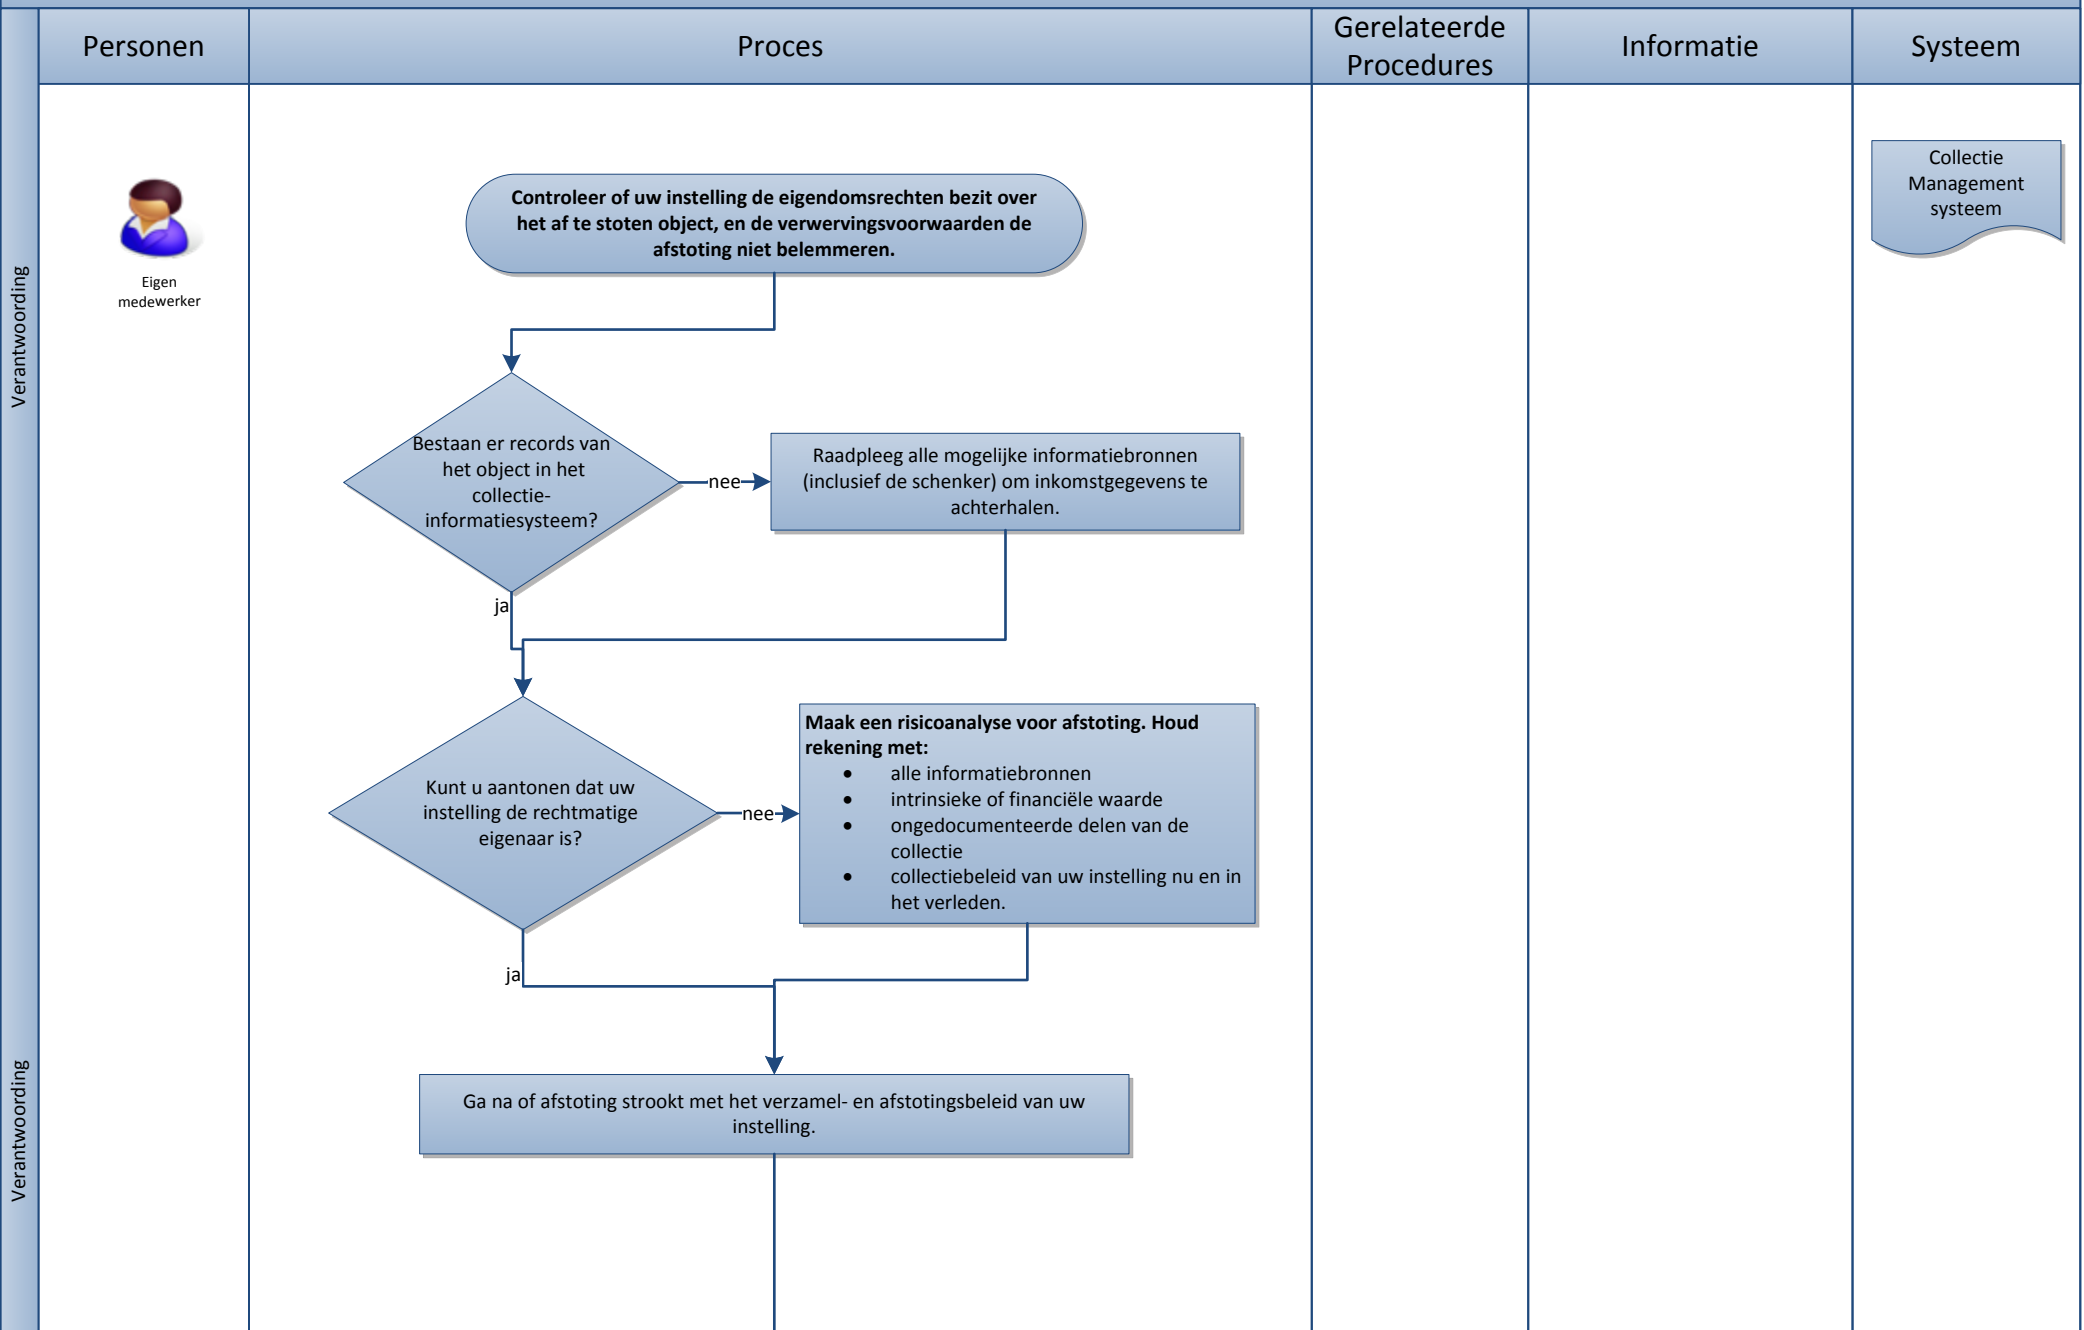 Personen
Proces
Gerelateerde
Procedures
Informatie
Systeem
Verantwoording
Eigen
medewerker
Controleer of uw instelling de eigendomsrechten bezit over
het af te stoten object, en de verwervingsvoorwaarden de
afstoting niet belemmeren.
Collectie
Management
systeem
Bestaan er records van
het object in het
collectie-
informatiesysteem?
nee
Raadpleeg alle mogelijke informatiebronnen
(inclusief de schenker) om inkomstgegevens te
achterhalen.
ja
Kunt u aantonen dat uw
instelling de rechtmatige
eigenaar is?
nee
Maak een risicoanalyse voor afstoting. Houd
rekening met:
• alle informatiebronnen
• intrinsieke of financiële waarde
• ongedocumenteerde delen van de
collectie
• collectiebeleid van uw instelling nu en in
het verleden.
ja
Verantwoording
Ga na of afstoting strookt met het verzamel- en afstotingsbeleid van uw
instelling.